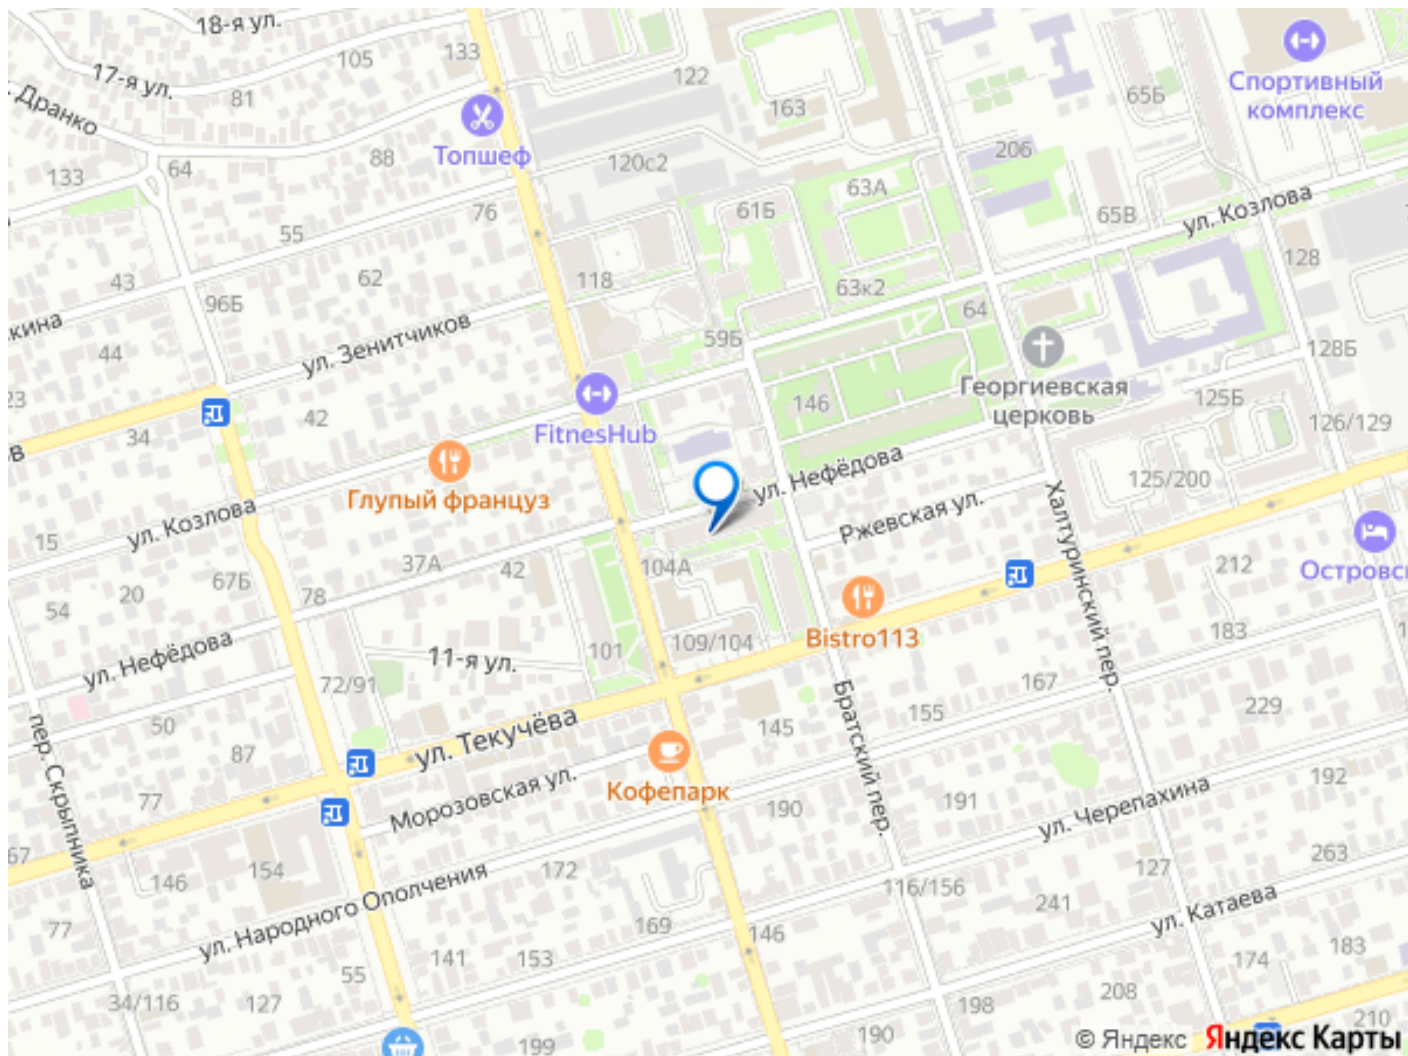 18-я ул.
133
105
17-я ул.
81
122
163
65Б
Спортивный
комплекс
Дранко
Топшеф
88
64
133
120с2
206
63А
65В
ул. Козлова
76
61Б
55
62
118
43
96Б
128
63к2
64
59Б
ул. Зенитчиков
44
кина
23
Георгиевская
церковь
128Б
125Б
126/129
146
42
34
FitnesHub
Глупый француз
ул. Нефёдова
125/200
ул. Козлова
15
Ржевская ул.
Халтуринский пер.
37А
42
104А
Островск
212
67Б
20
78
54
Bistro113
183
ул. Нефёдова
11-я ул.
101
109/104
72/91
167
155
229
Братский пер.
145
50
87
пер. Скрыпника
ул. Текучёва
Кофепарк
Морозовская ул.
77
190
191
192
ул. Черепахина
67
146
154
172
127
263
116/156
241
ул. Катаева
ул. Народного Ополчения
77
169
146
183
141
153
55
174
34/116
127
198
208
190
199
210
© Яндекс Яндекс Карты